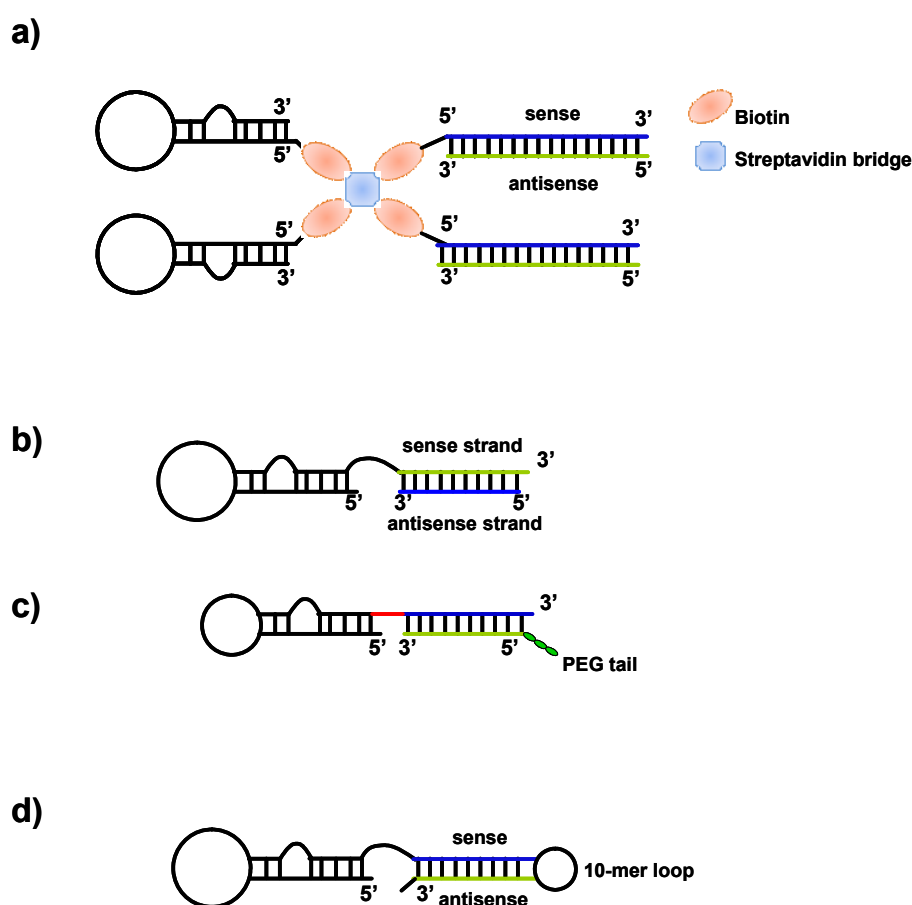 a)
3’
5’
sense
3’
Biotin
5’
3’
5’
antisense
Streptavidin bridge
5’
5’
3’
3’
3’
5’
b)
sense strand
3’
5’
3’
5’
antisense strand
c)
3’
5’
3’
5’
PEG tail
d)
sense
10-mer loop
5’
3’
antisense